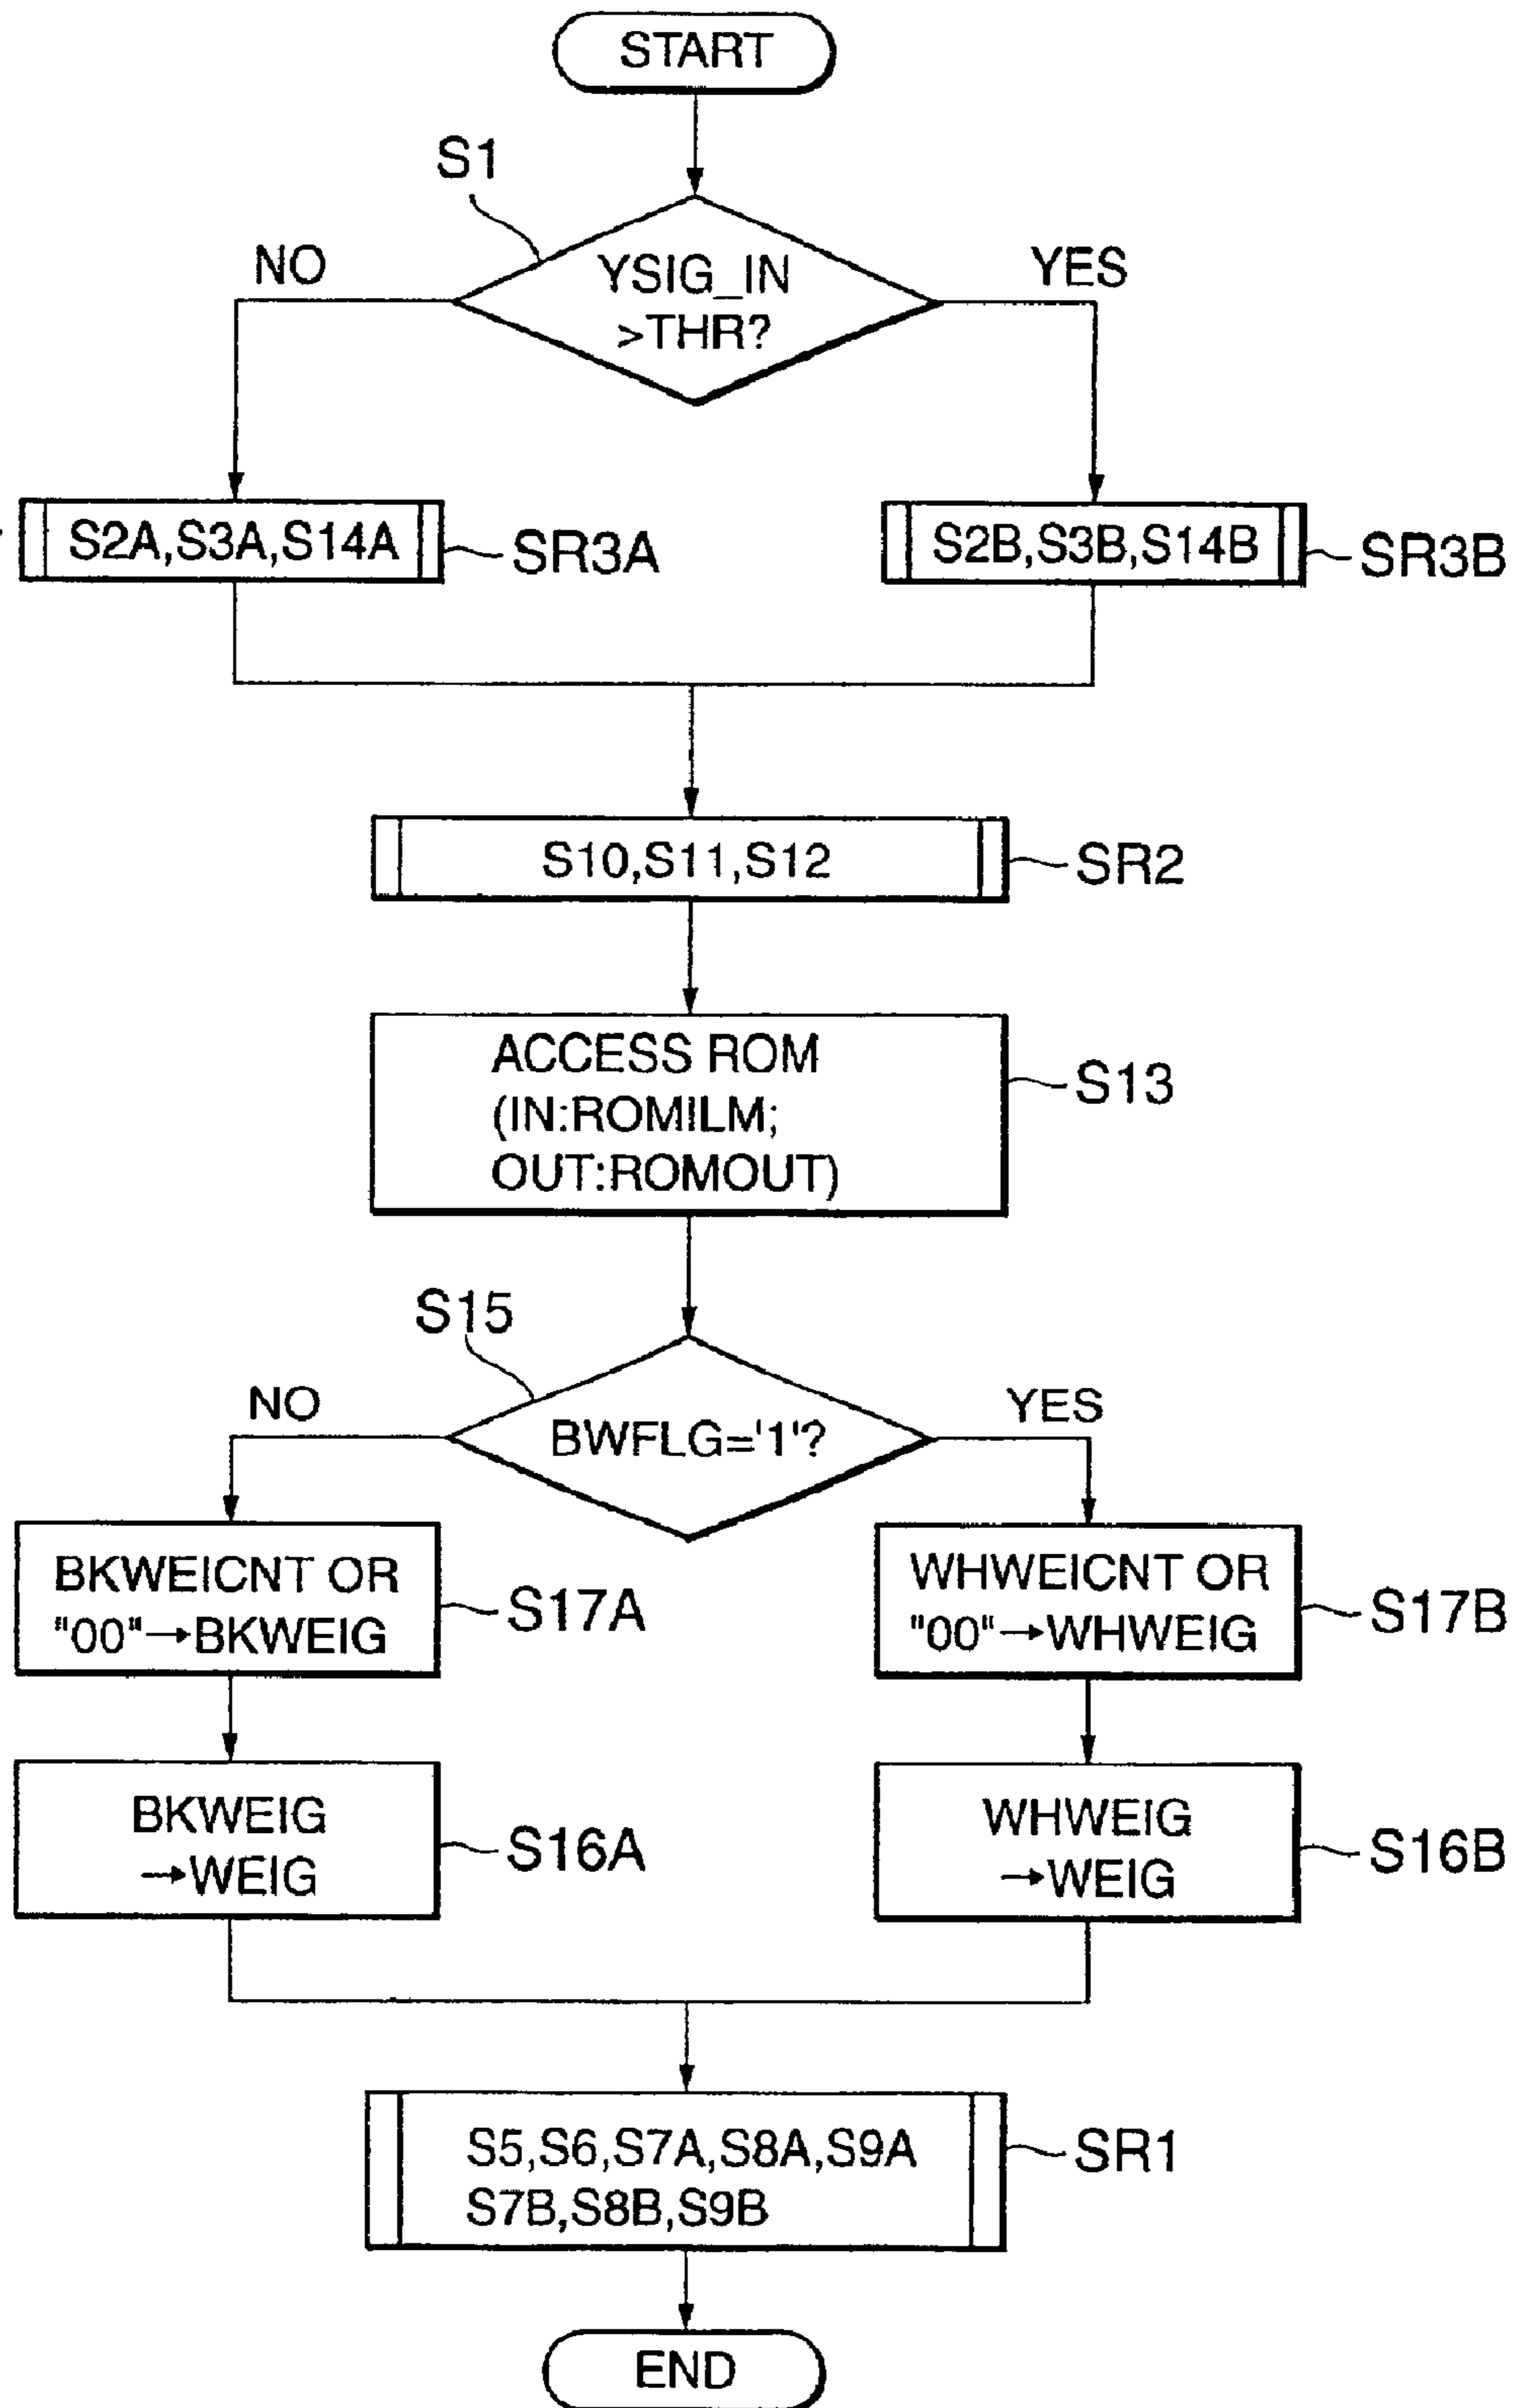 START
S1
NO
YES
YSIG_IN
>THR?
S2A,S3A,S14A
SR3A
S2B,S3B,S14B
SR3B
S10,S11,S12
SR2
ACCESS ROM
(IN:ROMILM;
OUT:ROMOUT)
S13
S15
NO
YES
BWFLG='1'?
BKWEICNT OR
"00"→BKWEIG
S17A
WHWEICNT OR
"00"→WHWEIG
S17B
BKWEIG
→WEIG
S16A
WHWEIG
→WEIG
S16B
S5,S6,S7A,S8A,S9A
S7B,S8B,S9B
SR1
END